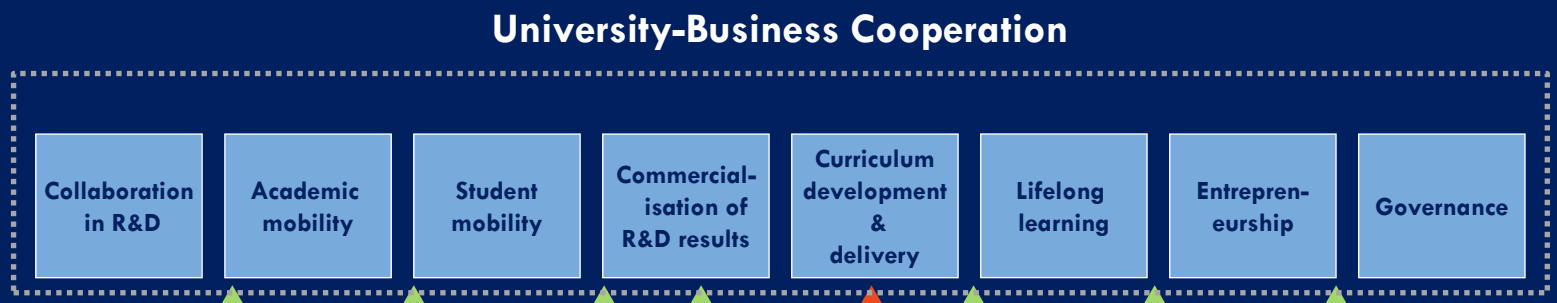 University-Business Cooperation
Collaboration
in R&D
Academic
mobility
Student
mobility
Commercial-
isation of
R&D results
Curriculum
development
&
delivery
Lifelong
learning
Entrepren-
eurship
Governance